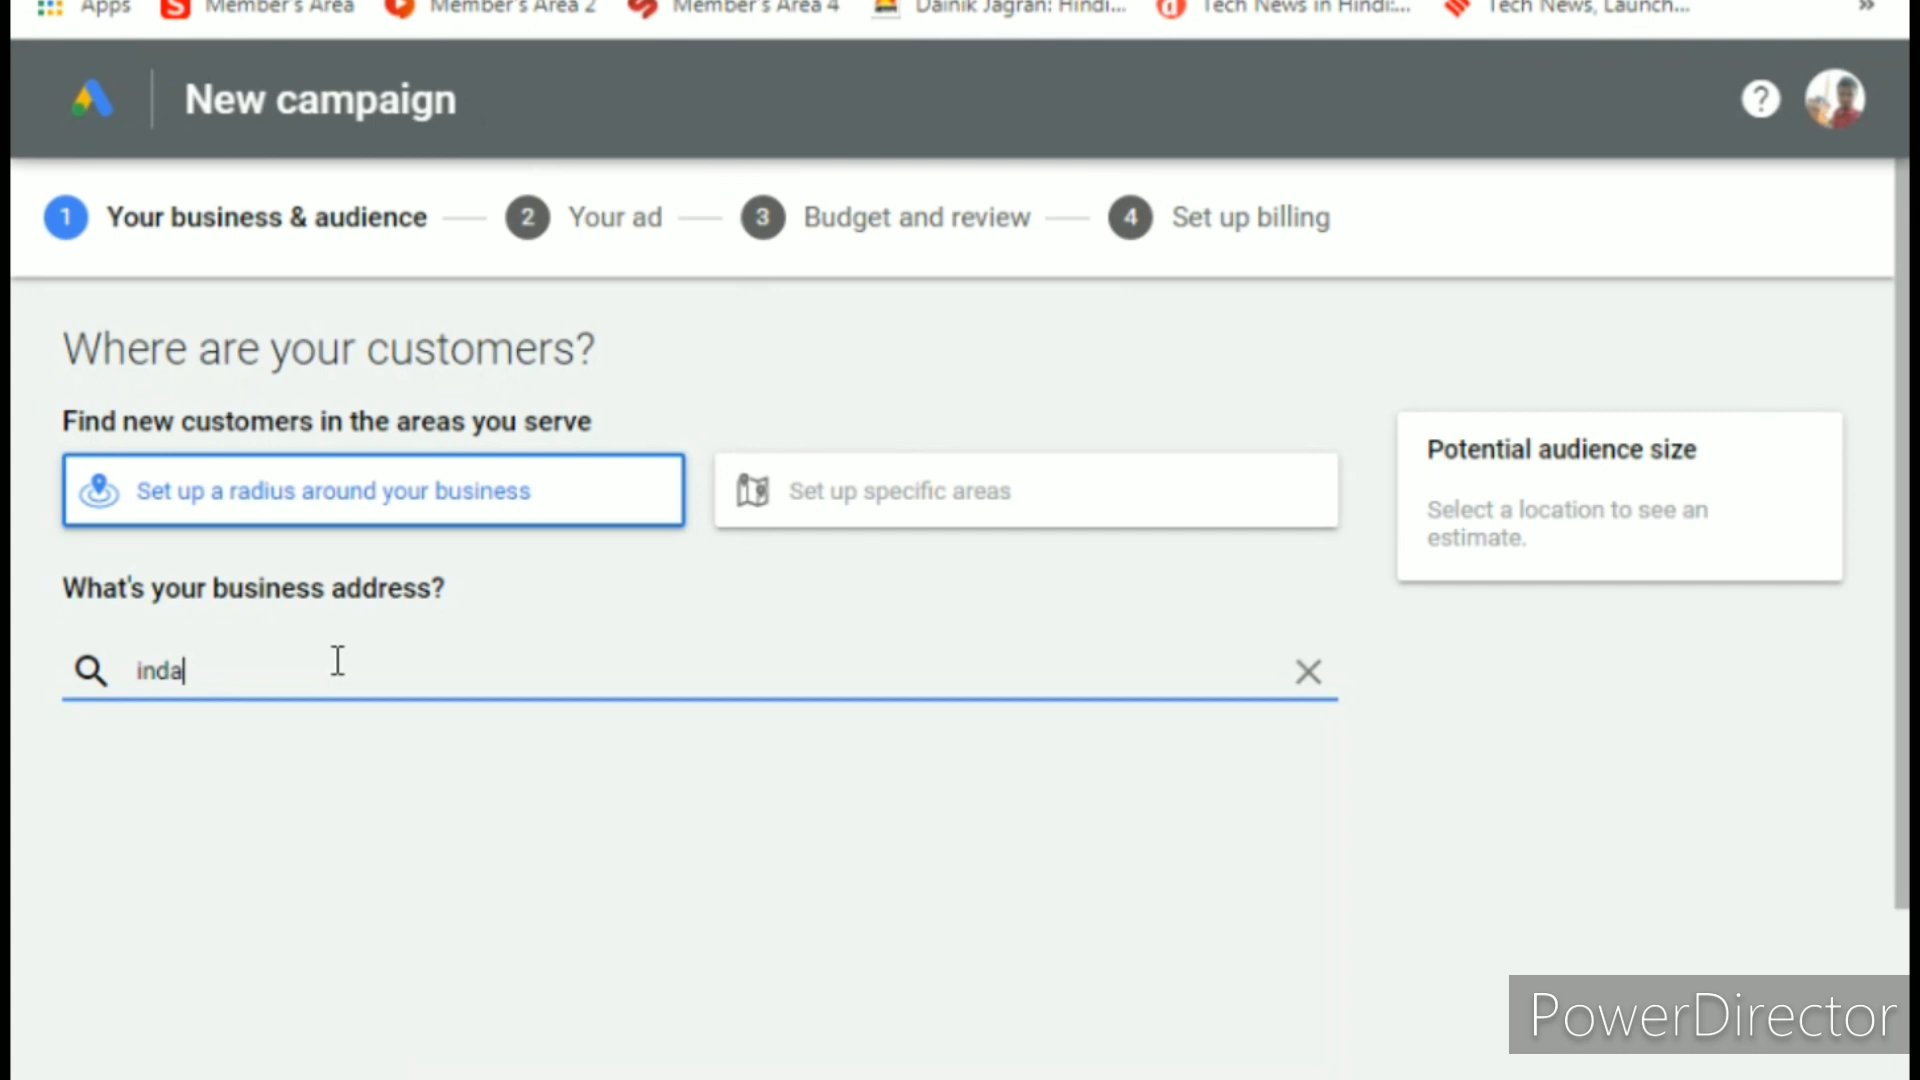 Apps Member's Area Member's Area 2 Member's Area 4 Dainik Jagran: Hindi... Tech News in Hindi:... Tech News, Launch... »
New campaign ?
1 Your business & audience 2 Your ad 3 Budget and review 4 Set up billing
Where are your customers?
Find new customers in the areas you serve
Set up a radius around your business Set up specific areas
Potential audience size
Select a location to see an
estimate.
What's your business address?
inda
PowerDirector